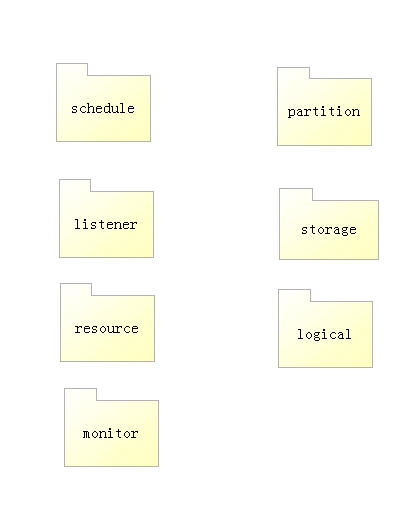 schedule
partition
listener
storage
resource
logical
monitor